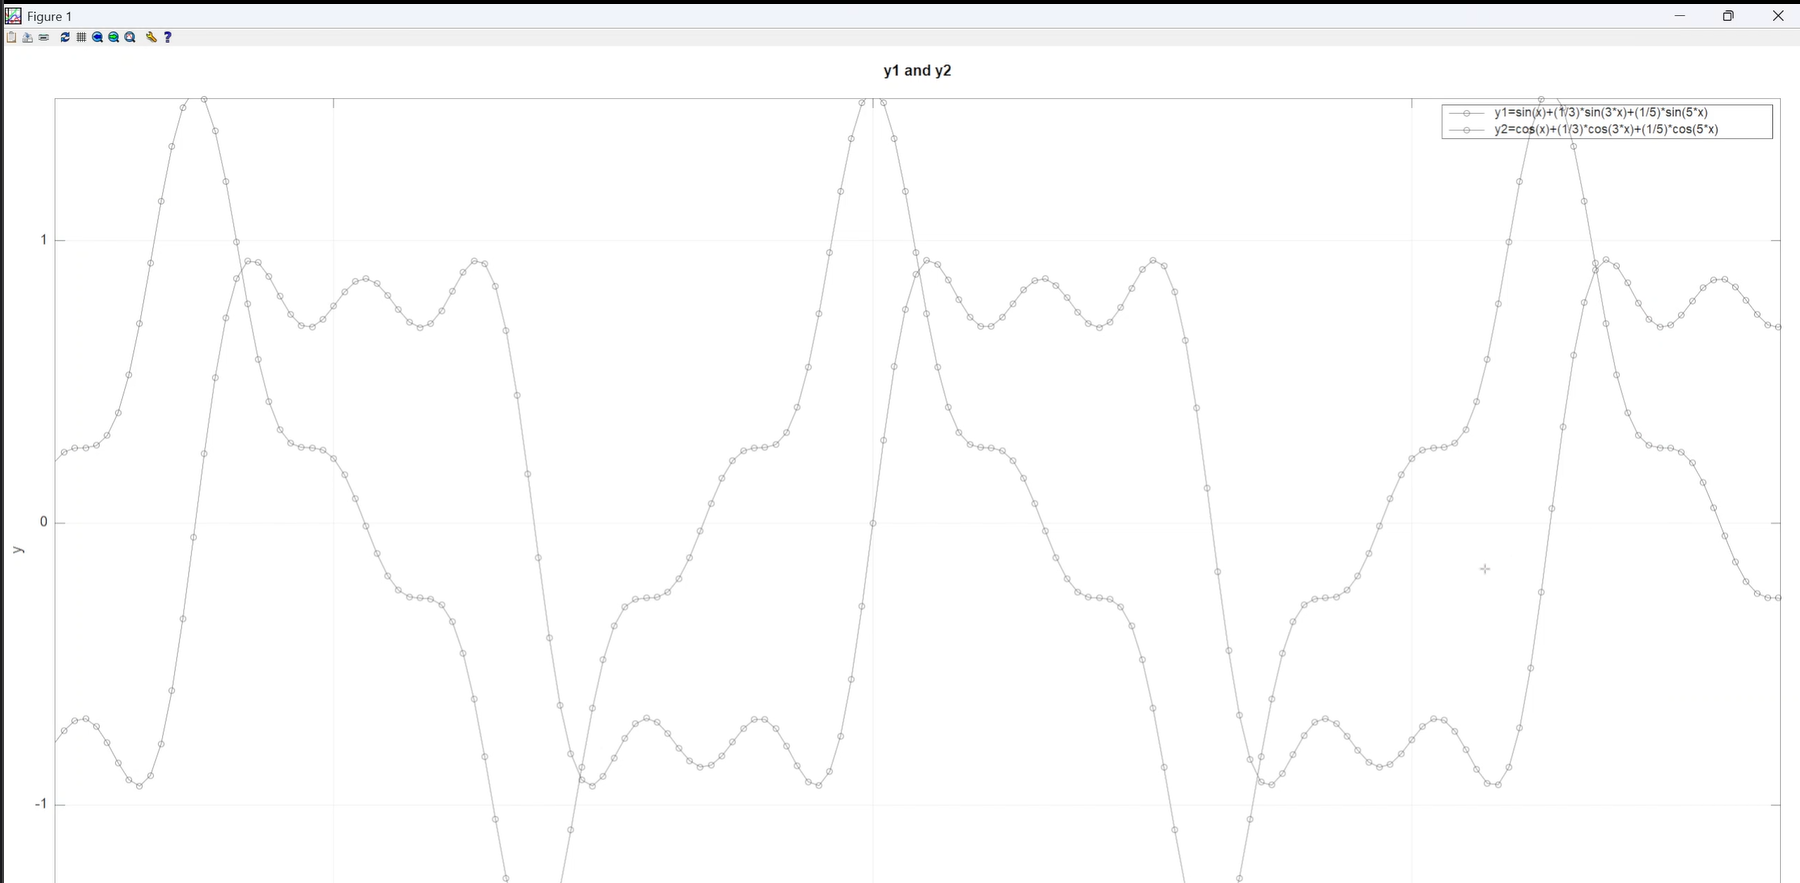 Figure 1
y1 and y2
y1=sin(x)+(1/3)*sin(3*x)+(1/5)*sin(5*x)
y2=cos(x)+(1/3)*cos(3*x)+(1/5)*cos(5*x)
1
0
y
-1